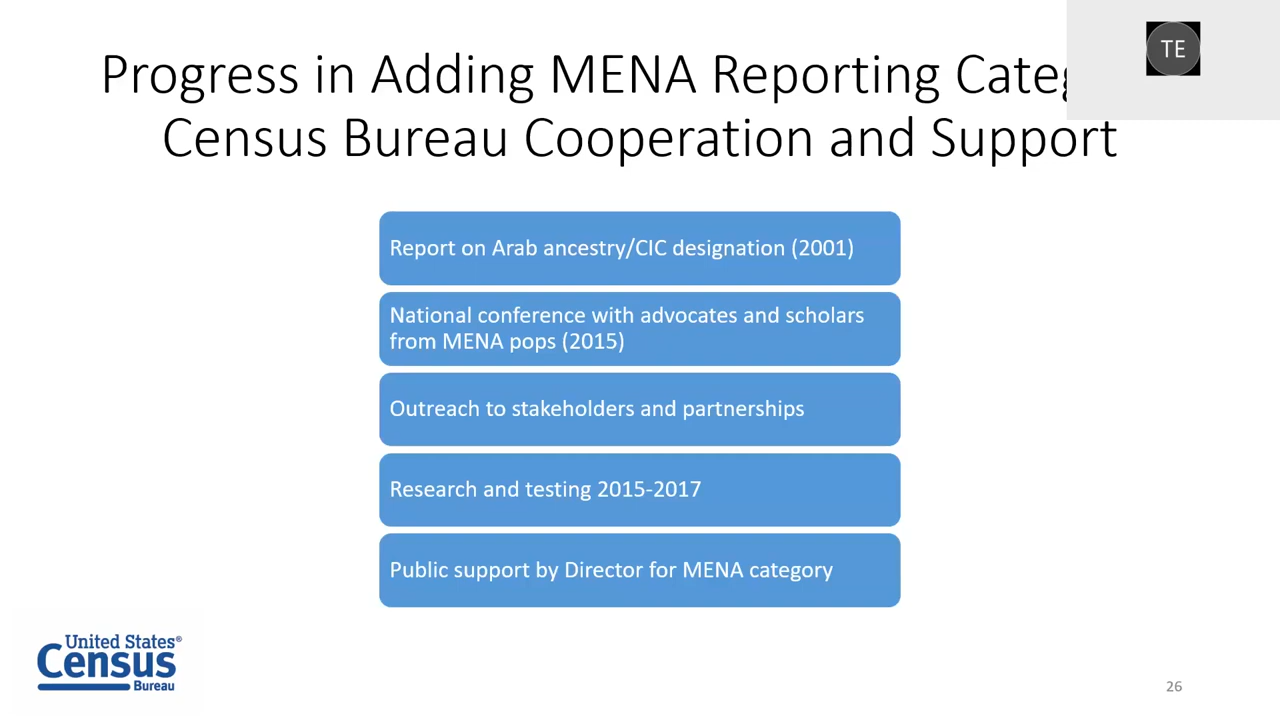 Progress in Adding MENA Reporting
Census Bureau Cooperation and Support
TE
Report on Arab ancestry/CIC designation (2001)
National conference with advocates and scholars
from MENA pops (2015)
Outreach to stakeholders and partnerships
Research and testing 2015-2017
Public support by Director for MENA category
United States®
Census
Bureau
26